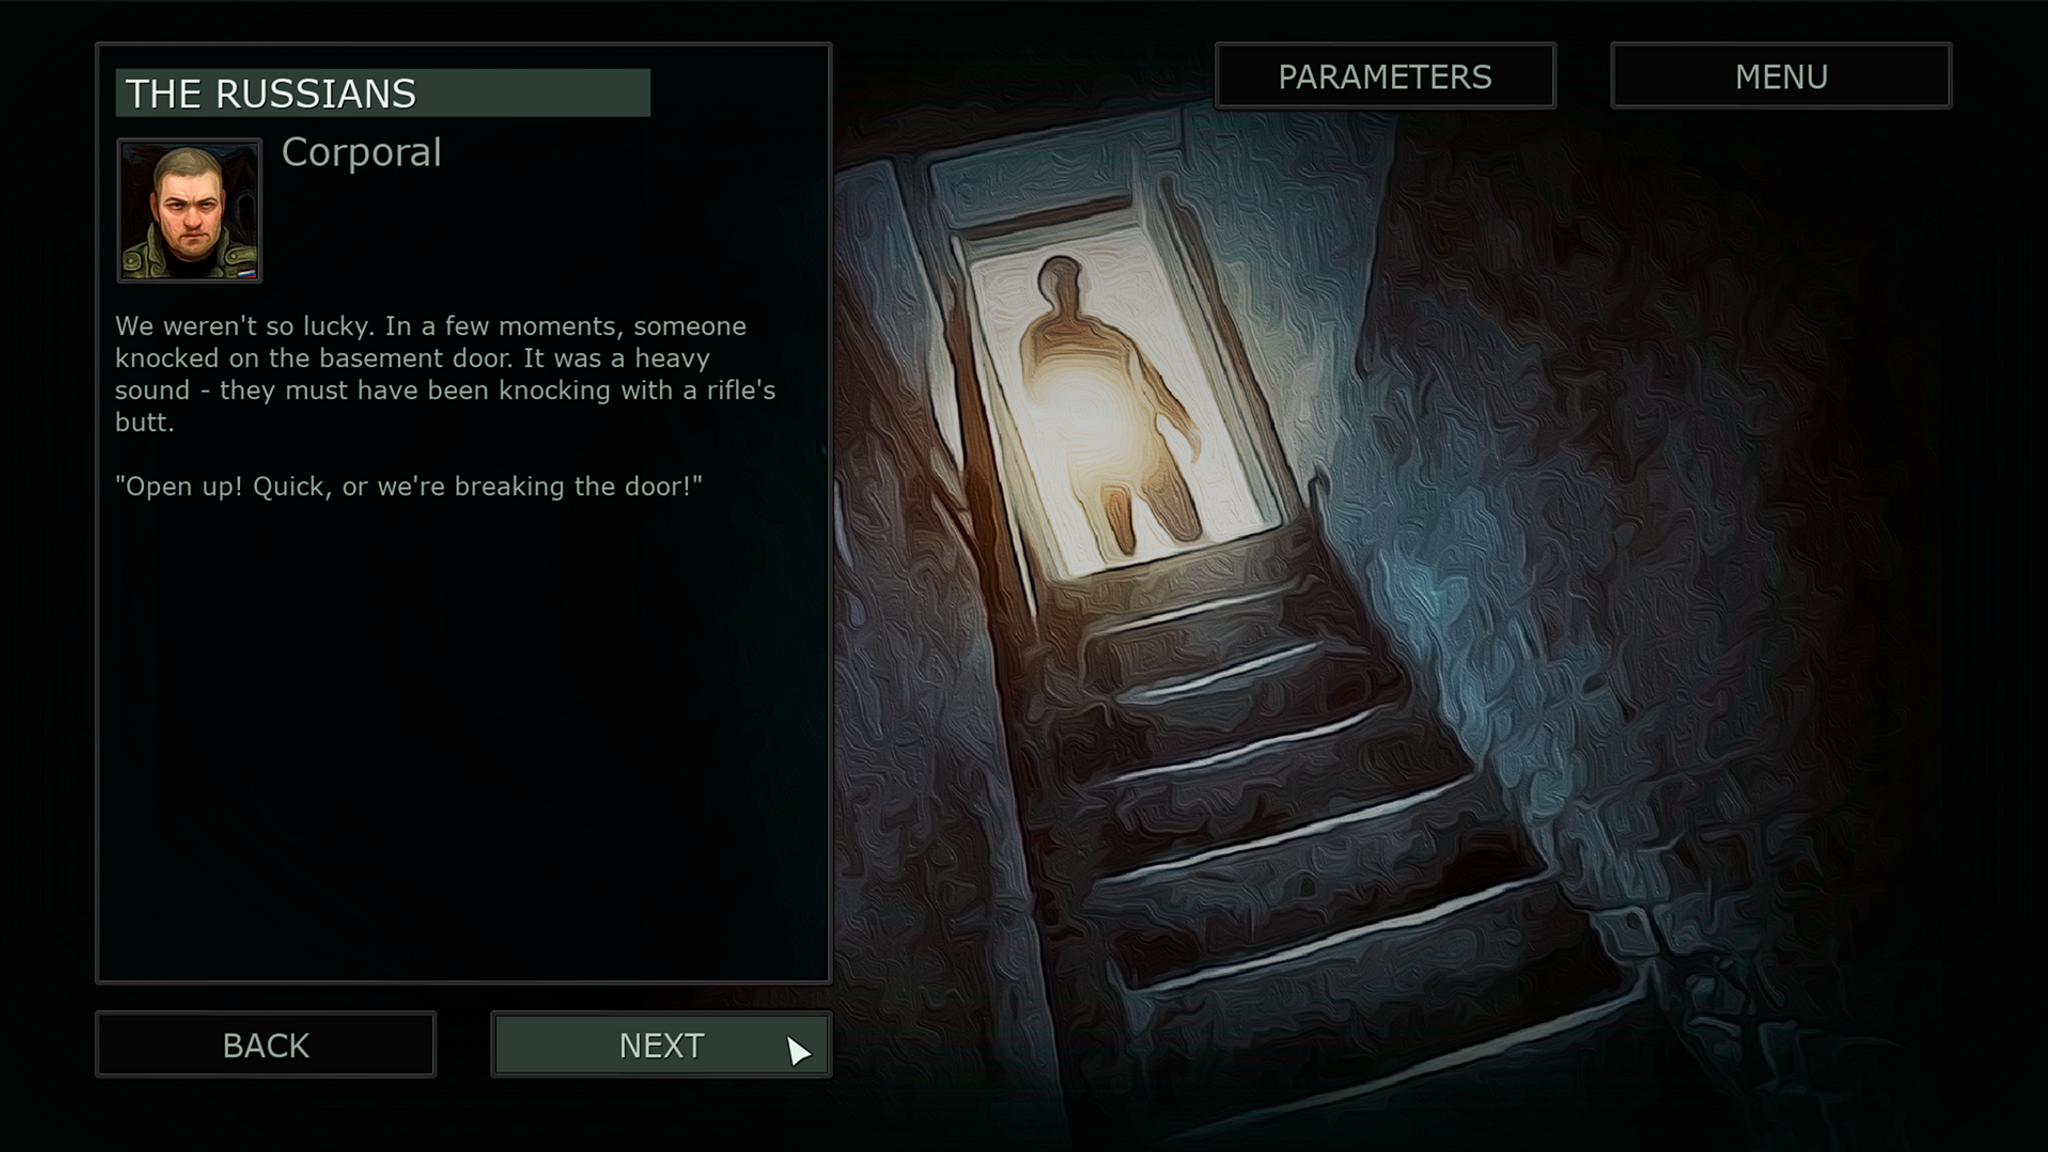 THE RUSSIANS
Corporal
We weren't so lucky. In a few moments, someone
knocked on the basement door. It was a heavy
sound - they must have been knocking with a rifle's
butt.
"Open up! Quick, or we're breaking the door!"
PARAMETERS
MENU
BACK
NEXT